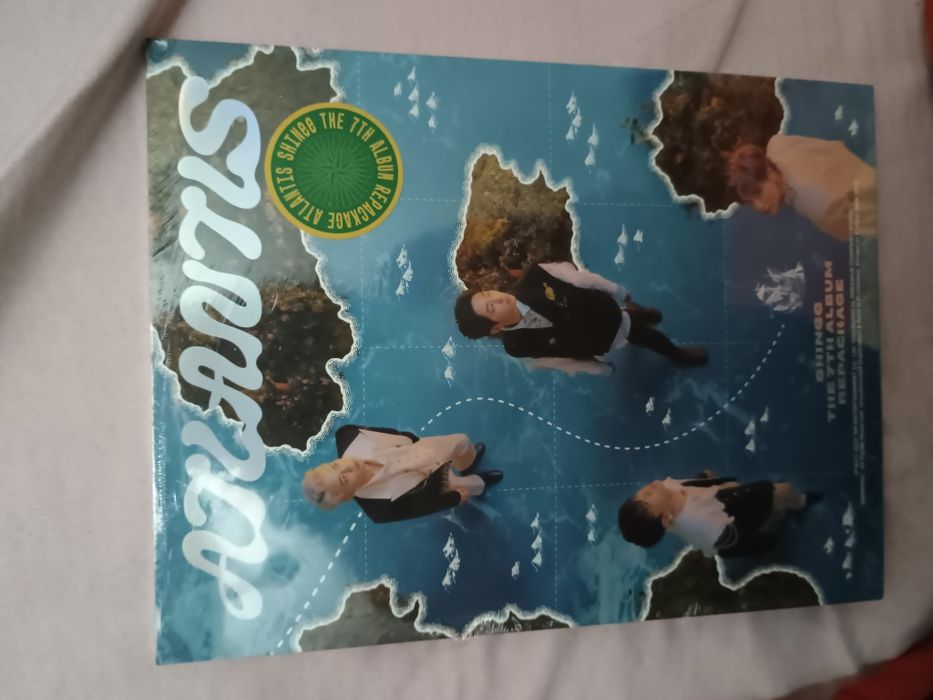 ATLANTIS
SHINee THE 7TH ALBUM REPACKAGE ATLANTIS
SHINee
THE 7TH ALBUM
REPACKAGE